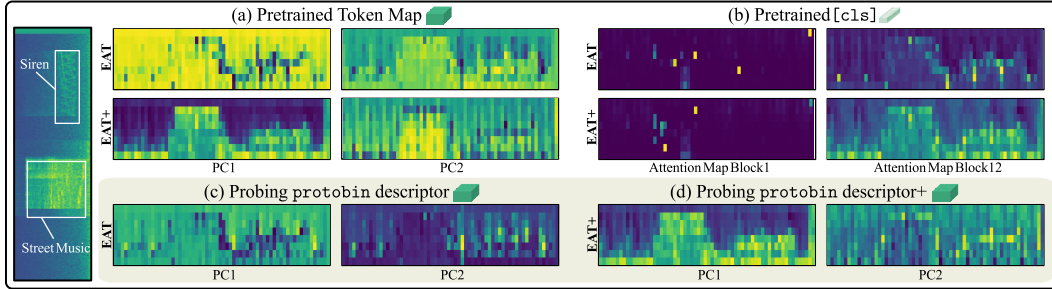 (a) Pretrained Token Map
(b) Pretrained[cls]
Siren
Street Music
EAT
EAT+
PC1
PC2
EAT
EAT+
Attention Map Block1
Attention Map Block12
(c) Probing protobin descriptor
(d) Probing protobin descriptor+
EAT
PC1
PC2
EAT+
PC1
PC2